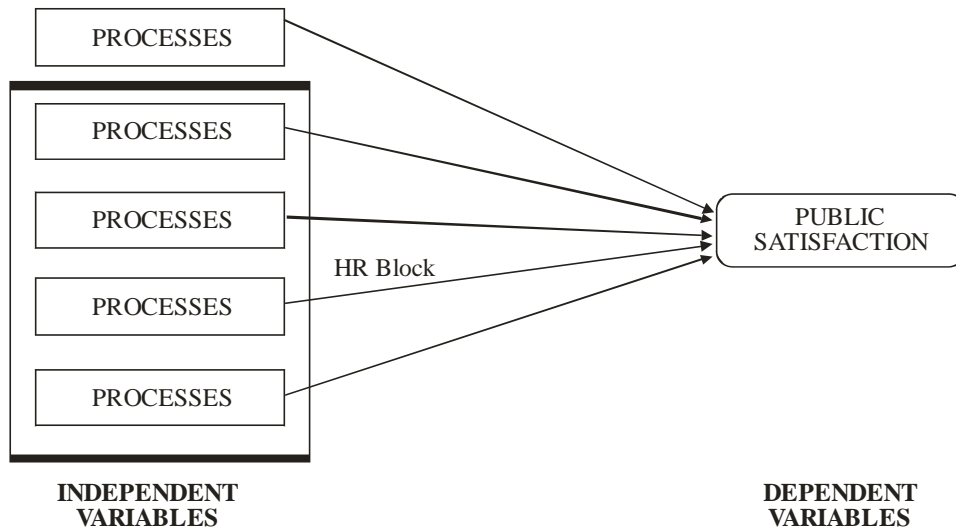 PROCESSES
PROCESSES
PROCESSES
PROCESSES
PROCESSES
HR Block
PUBLIC
SATISFACTION
INDEPENDENT
VARIABLES
DEPENDENT
VARIABLES